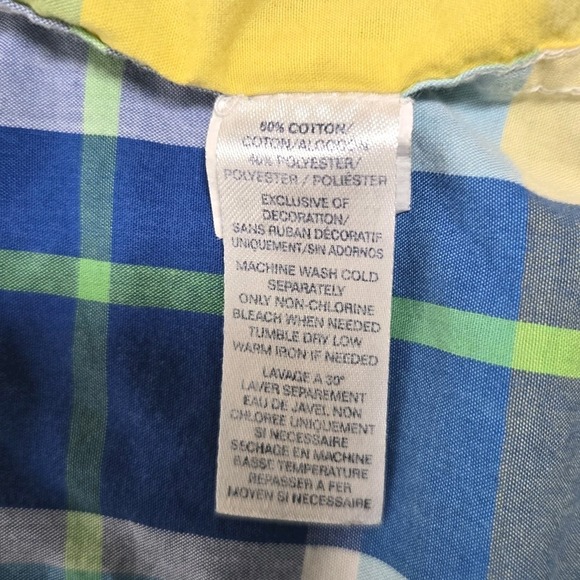 60% COTTON/
COTON/ALGODÓN
40% POLYESTER/
POLYESTER / POLIÉSTER
EXCLUSIVE OF
DECORATION/
SANS RUBAN DÉCORATIF
UNIQUEMENT/SIN ADORNOS
MACHINE WASH COLD
SEPARATELY
ONLY NON-CHLORINE
BLEACH WHEN NEEDED
TUMBLE DRY LOW
WARM IRON IF NEEDED
LAVAGE A 30°
LAVER SEPAREMENT
EAU DE JAVEL NON
CHLOREE UNIQUEMENT
SI NECESSAIRE
SECHAGE EN MACHINE
BASSE TEMPERATURE
REPASSER A FER
MOYEN SI NECESSAIRE